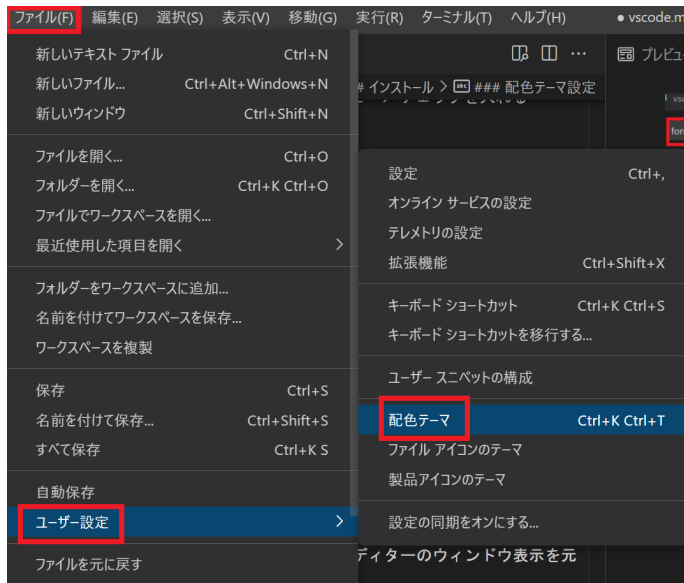 ファイル(F) 編集(E) 選択(S) 表示(V) 移動(G) 実行(R) ターミナル(T) ヘルプ(H) ● vscode.m
プレビュー
# インストール > ### 配色テーマ設定
新しいテキスト ファイル Ctrl+N
新しいファイル... Ctrl+Alt+Windows+N
新しいウィンドウ Ctrl+Shift+N
ファイルを開く... Ctrl+O
フォルダーを開く... Ctrl+K Ctrl+O
ファイルでワークスペースを開く...
最近使用した項目を開く >
フォルダーをワークスペースに追加...
名前を付けてワークスペースを保存...
ワークスペースを複製
保存 Ctrl+S
名前を付けて保存... Ctrl+Shift+S
すべて保存 Ctrl+K S
自動保存
ユーザー設定 >
ファイルを元に戻す
チェックを入れる
vsc
for
設定 Ctrl+,
オンライン サービスの設定
テレメトリの設定
拡張機能 Ctrl+Shift+X
キーボード ショートカット Ctrl+K Ctrl+S
キーボード ショートカットを移行する...
ユーザー スニペットの構成
配色テーマ Ctrl+K Ctrl+T
ファイル アイコンのテーマ
製品アイコンのテーマ
設定の同期をオンにする...
ディターのウィンドウ表示を元